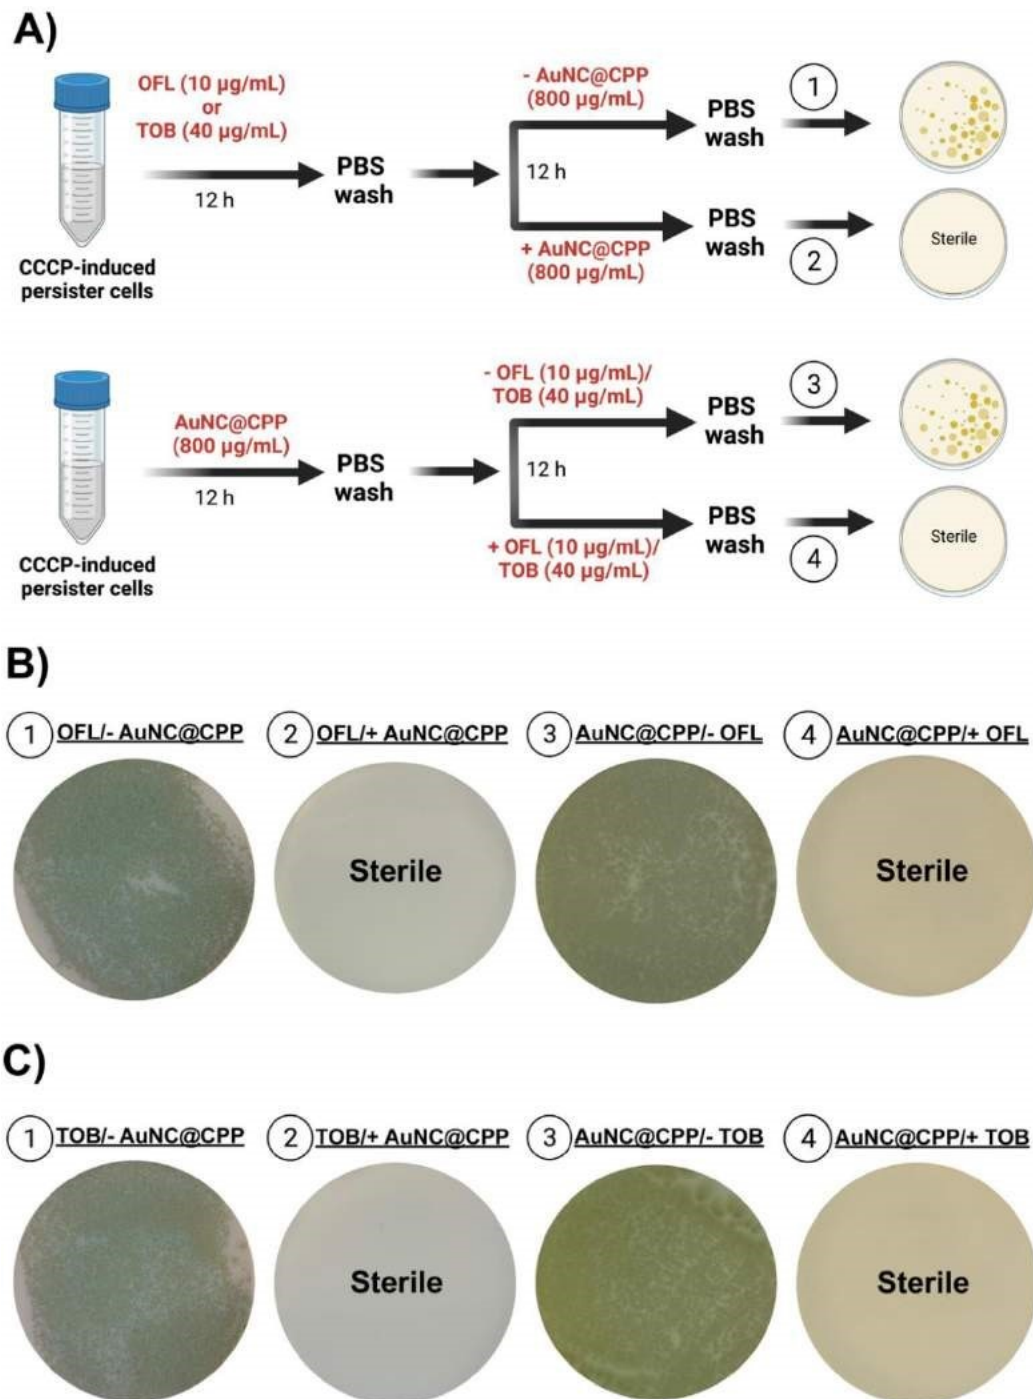 A)
OFL (10 µg/mL)
or
TOB (40 µg/mL)
12 h
CCCP-induced
persister cells
PBS
wash
- AuNC@CPP
(800 µg/mL)
12 h
+ AuNC@CPP
(800 µg/mL)
PBS
wash
1
PBS
wash
2
Sterile
AuNC@CPP
(800 µg/mL)
12 h
CCCP-induced
persister cells
PBS
wash
- OFL (10 µg/mL)/
TOB (40 µg/mL)
12 h
+ OFL (10 µg/mL)/
TOB (40 µg/mL)
PBS
wash
3
PBS
wash
4
Sterile
B)
1 OFL/- AuNC@CPP
2 OFL/+ AuNC@CPP
3 AuNC@CPP/- OFL
4 AuNC@CPP/+ OFL
Sterile
Sterile
C)
1 TOB/- AuNC@CPP
2 TOB/+ AuNC@CPP
3 AuNC@CPP/- TOB
4 AuNC@CPP/+ TOB
Sterile
Sterile